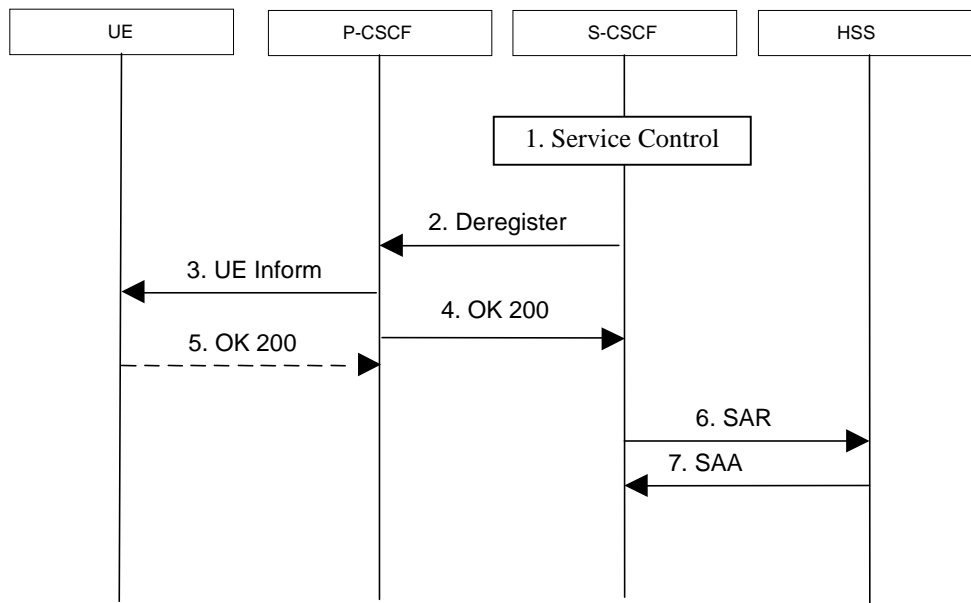 UE
P-CSCF
S-CSCF
HSS
1. Service Control
2. Deregister
3. UE Inform
4. OK 200
5. OK 200
6. SAR
7. SAA